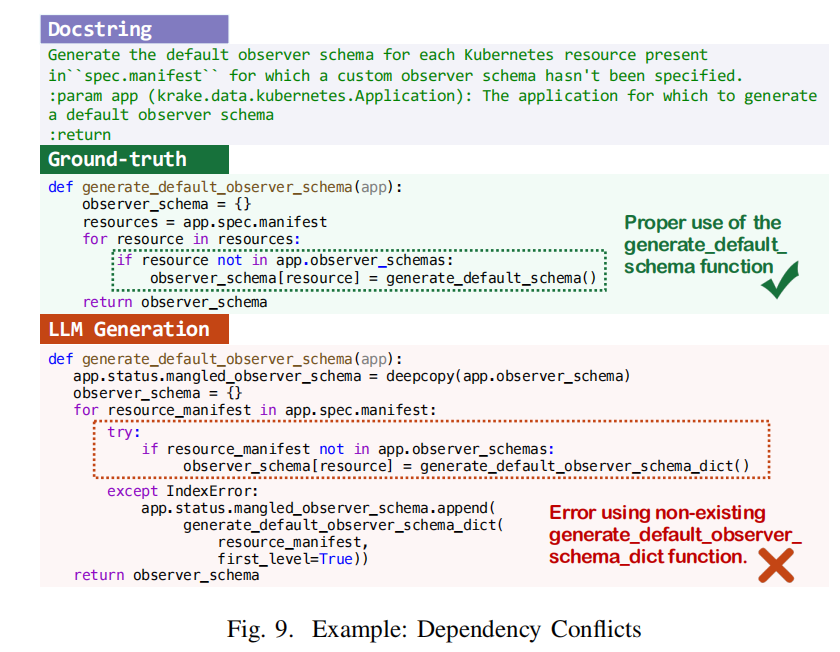 Docstring
Generate the default observer schema for each Kubernetes resource present
in``spec.manifest`` for which a custom observer schema hasn't been specified.
:param app (krake.data.kubernetes.Application): The application for which to generate
a default observer schema
:return
Ground-truth
def generate_default_observer_schema(app):
    observer_schema = {}
    resources = app.spec.manifest
    for resource in resources:
        if resource not in app.observer_schemas:
            observer_schema[resource] = generate_default_schema()
    return observer_schema
Proper use of the
generate_default_
schema function
LLM Generation
def generate_default_observer_schema(app):
    app.status.mangled_observer_schema = deepcopy(app.observer_schema)
    observer_schema = {}
    for resource_manifest in app.spec.manifest:
        try:
            if resource_manifest not in app.observer_schemas:
                observer_schema[resource] = generate_default_observer_schema_dict()
        except IndexError:
            app.status.mangled_observer_schema.append(
                generate_default_observer_schema_dict(
                    resource_manifest,
                    first_level=True))
    return observer_schema
Error using non-existing
generate_default_observer_
schema_dict function.
Fig. 9. Example: Dependency Conflicts